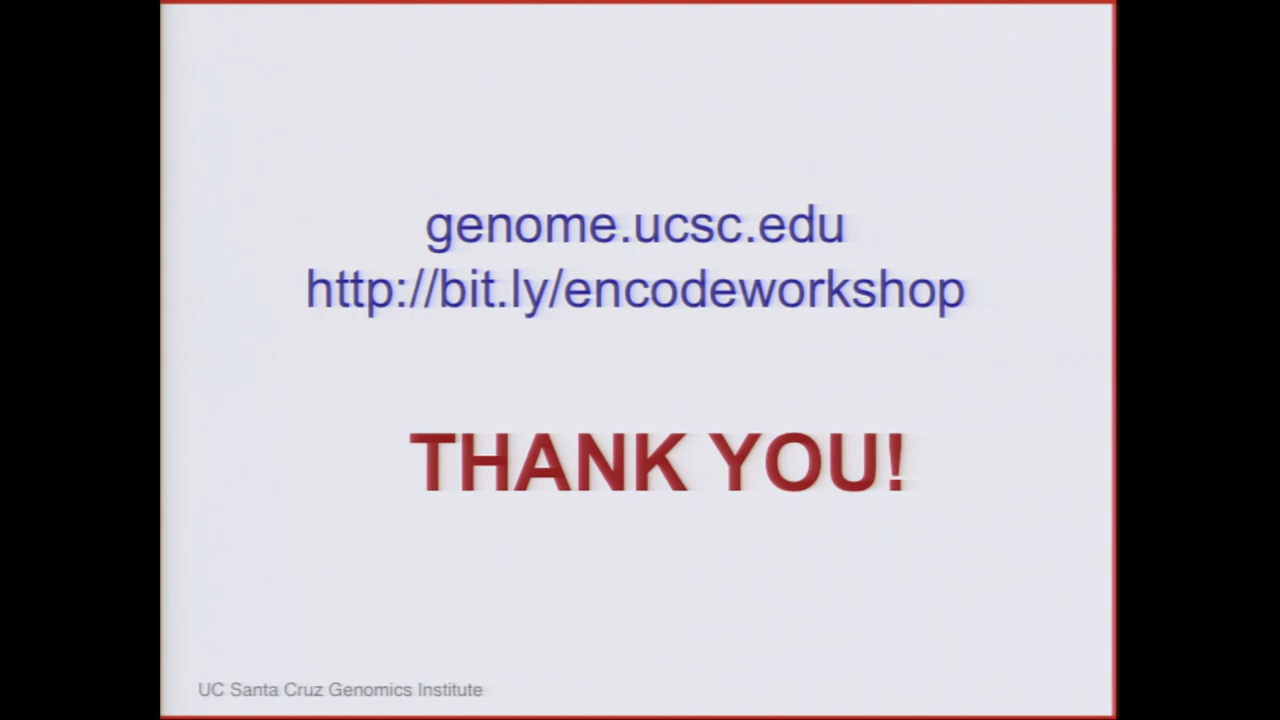 genome.ucsc.edu
http://bit.ly/encodeworkshop
THANK YOU!
UC Santa Cruz Genomics Institute